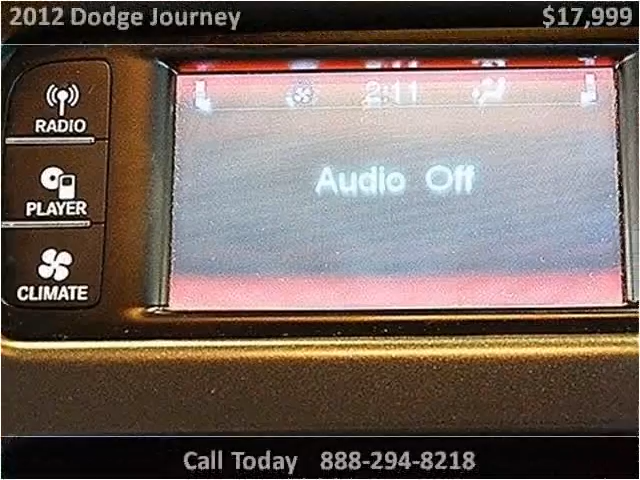 2012 Dodge Journey $17,999
2:11
RADIO
Audio Off
PLAYER
CLIMATE
Call Today 888-294-8218